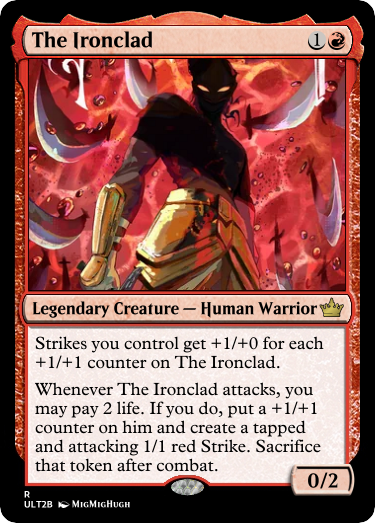 The Ironclad 1
Legendary Creature — Human Warrior
Strikes you control get +1/+0 for each
+1/+1 counter on The Ironclad.
Whenever The Ironclad attacks, you
may pay 2 life. If you do, put a +1/+1
counter on him and create a tapped
and attacking 1/1 red Strike. Sacrifice
that token after combat.
0/2
R
ULT2B MigMigHugh